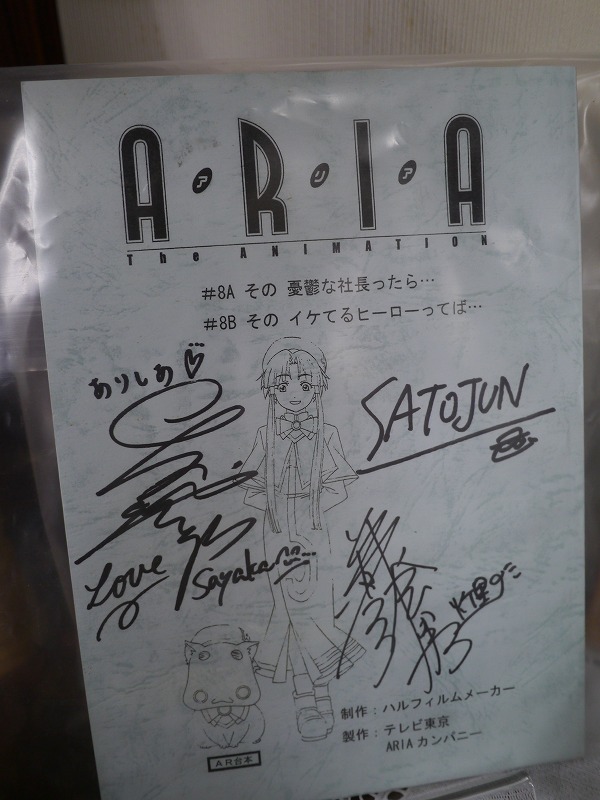 A・R・I・A
アリア
The ANIMATION
#8A その 憂鬱な社長ったら…
#8B その イケてるヒーローってば…
ありしあ♡
SATOJUN
Love
Sayaka
制作：ハルフィルムメーカー
製作：テレビ東京
ARIAカンパニー
AR台本